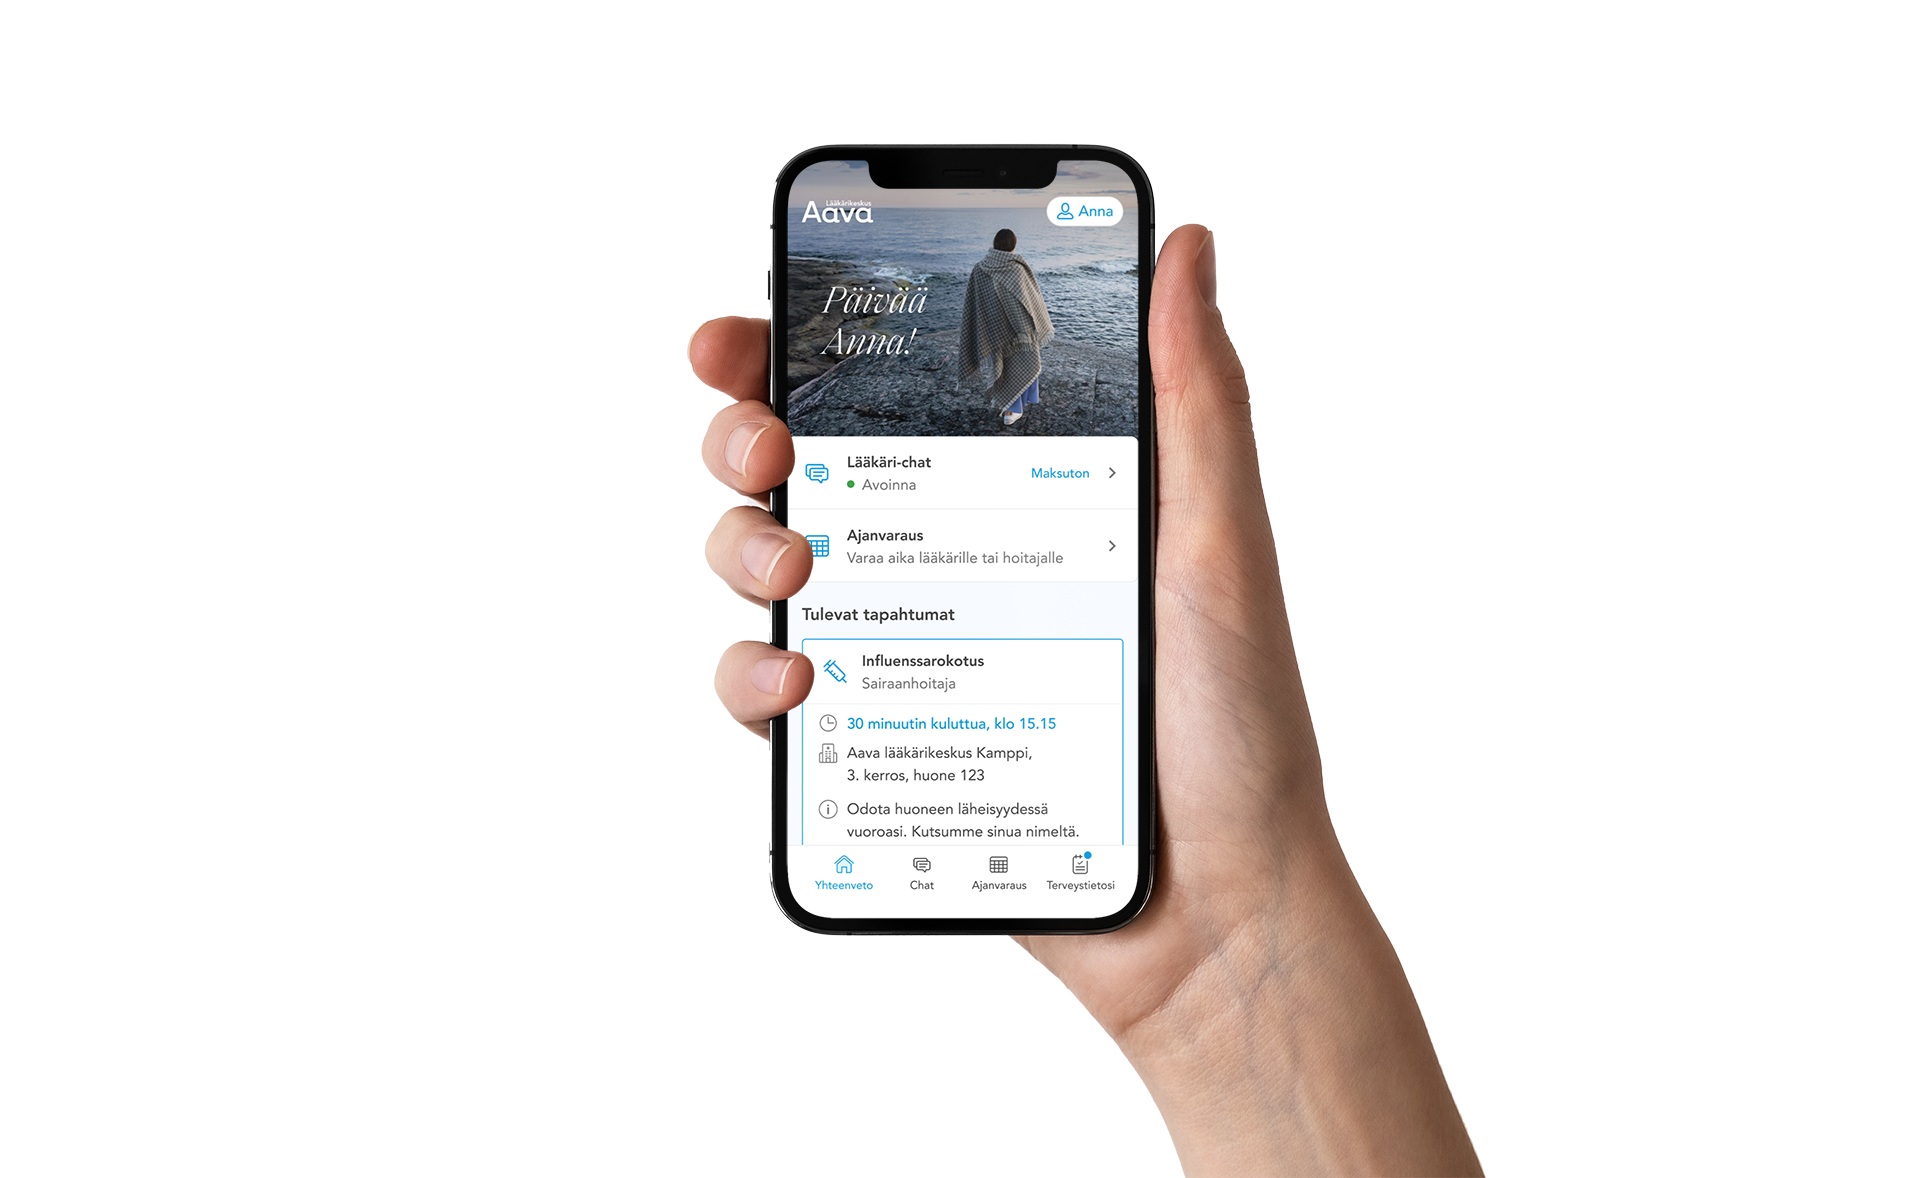 Lääkärikeskus
Aava
Anna
Päivää
Anna!
Lääkäri-chat
Avoinna
Maksuton
Ajanvaraus
Varaa aika lääkärille tai hoitajalle
Tulevat tapahtumat
Influenssarokotus
Sairaanhoitaja
30 minuutin kuluttua, klo 15.15
Aava lääkärikeskus Kamppi,
3. kerros, huone 123
Odota huoneen läheisyydessä
vuoroasi. Kutsumme sinua nimeltä.
Yhteenveto
Chat
Ajanvaraus
Terveystietosi